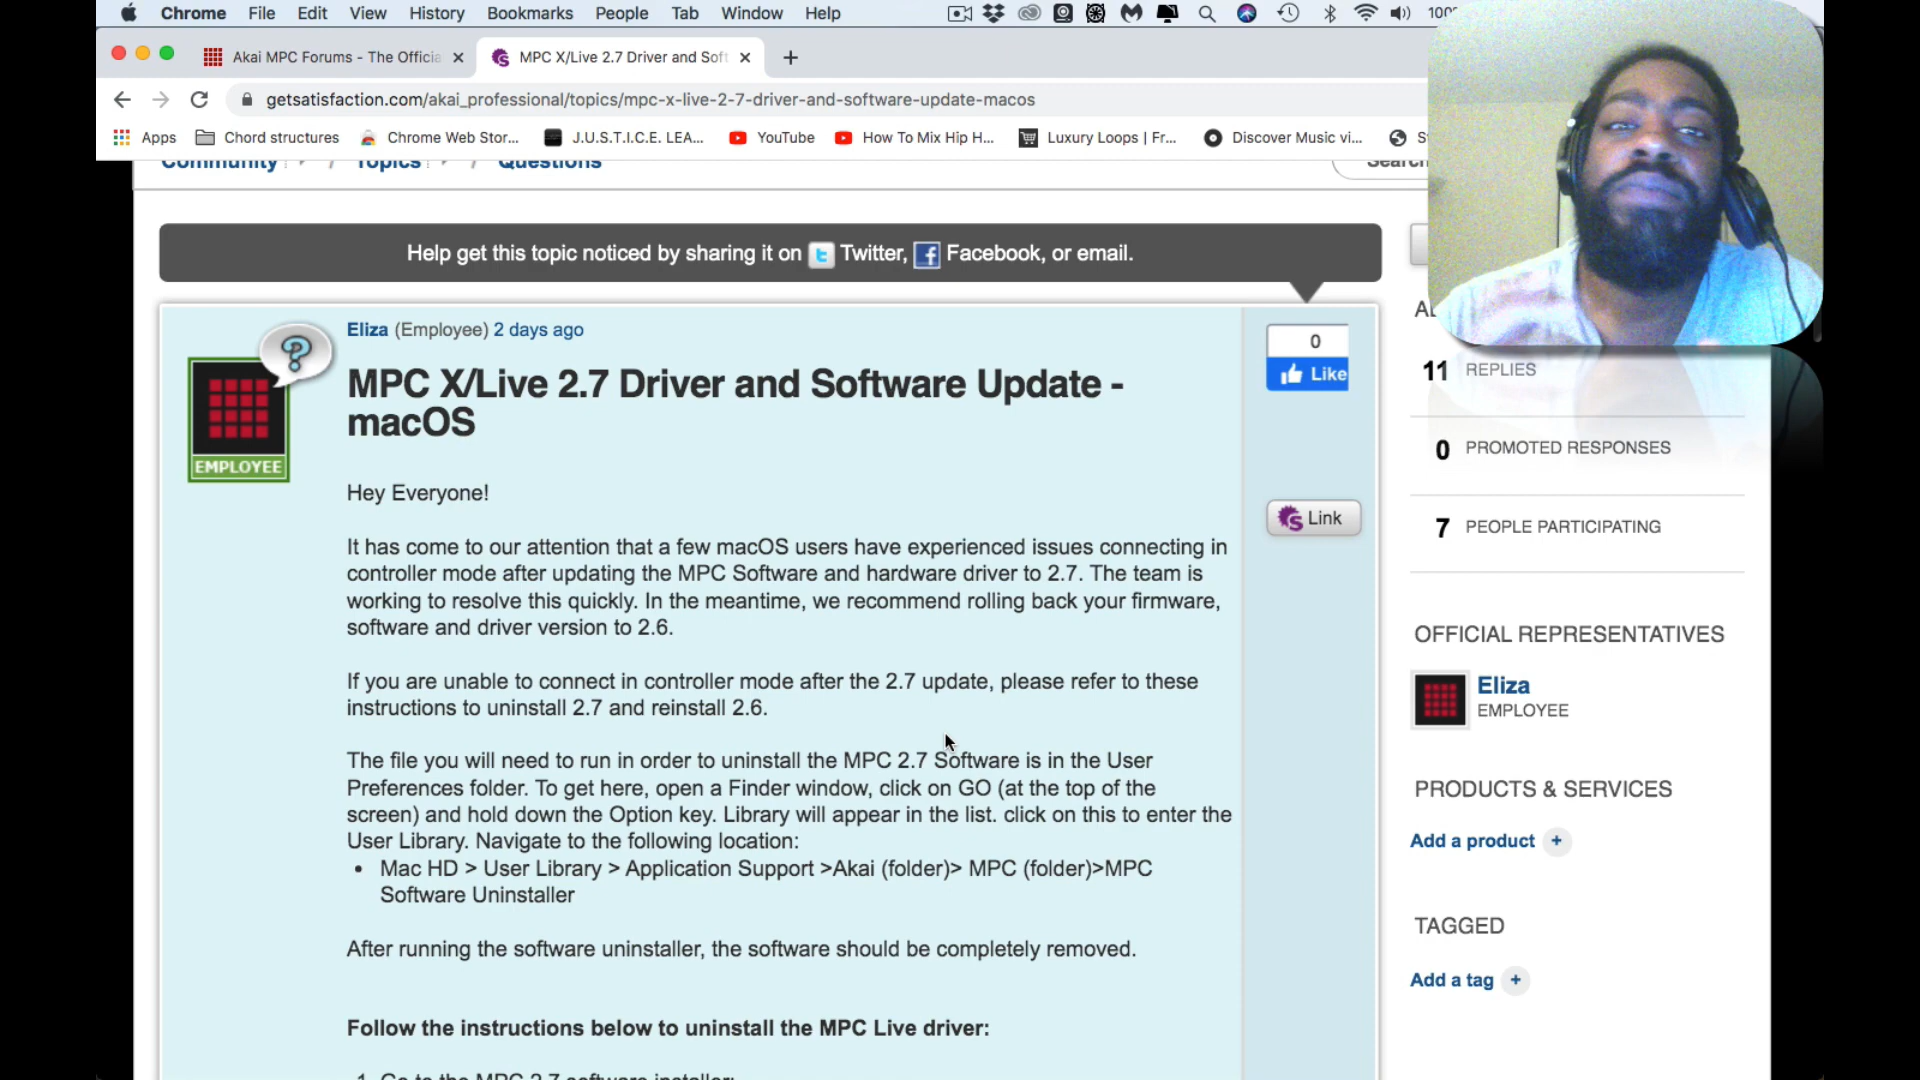 Chrome File Edit View History Bookmarks People Tab Window Help
Akai MPC Forums - The Officia
MPC X/Live 2.7 Driver and Soft
getsatisfaction.com/akai_professional/topics/mpc-x-live-2-7-driver-and-software-update-macos
Apps Chord structures Chrome Web Stor... J.U.S.T.I.C.E. LEA... YouTube How To Mix Hip H... Luxury Loops | Fr... Discover Music vi...
Community / Topics / Questions
Help get this topic noticed by sharing it on Twitter, Facebook, or email.
Eliza (Employee) 2 days ago
EMPLOYEE
MPC X/Live 2.7 Driver and Software Update -
macOS
0
Like
Link
Hey Everyone!
It has come to our attention that a few macOS users have experienced issues connecting in
controller mode after updating the MPC Software and hardware driver to 2.7. The team is
working to resolve this quickly. In the meantime, we recommend rolling back your firmware,
software and driver version to 2.6.
If you are unable to connect in controller mode after the 2.7 update, please refer to these
instructions to uninstall 2.7 and reinstall 2.6.
The file you will need to run in order to uninstall the MPC 2.7 Software is in the User
Preferences folder. To get here, open a Finder window, click on GO (at the top of the
screen) and hold down the Option key. Library will appear in the list. click on this to enter the
User Library. Navigate to the following location:
• Mac HD > User Library > Application Support >Akai (folder)> MPC (folder)>MPC
Software Uninstaller
After running the software uninstaller, the software should be completely removed.
Follow the instructions below to uninstall the MPC Live driver:
1. Go to the MPC 2.7 software installer:
11 REPLIES
0 PROMOTED RESPONSES
7 PEOPLE PARTICIPATING
OFFICIAL REPRESENTATIVES
Eliza
EMPLOYEE
PRODUCTS & SERVICES
Add a product +
TAGGED
Add a tag +